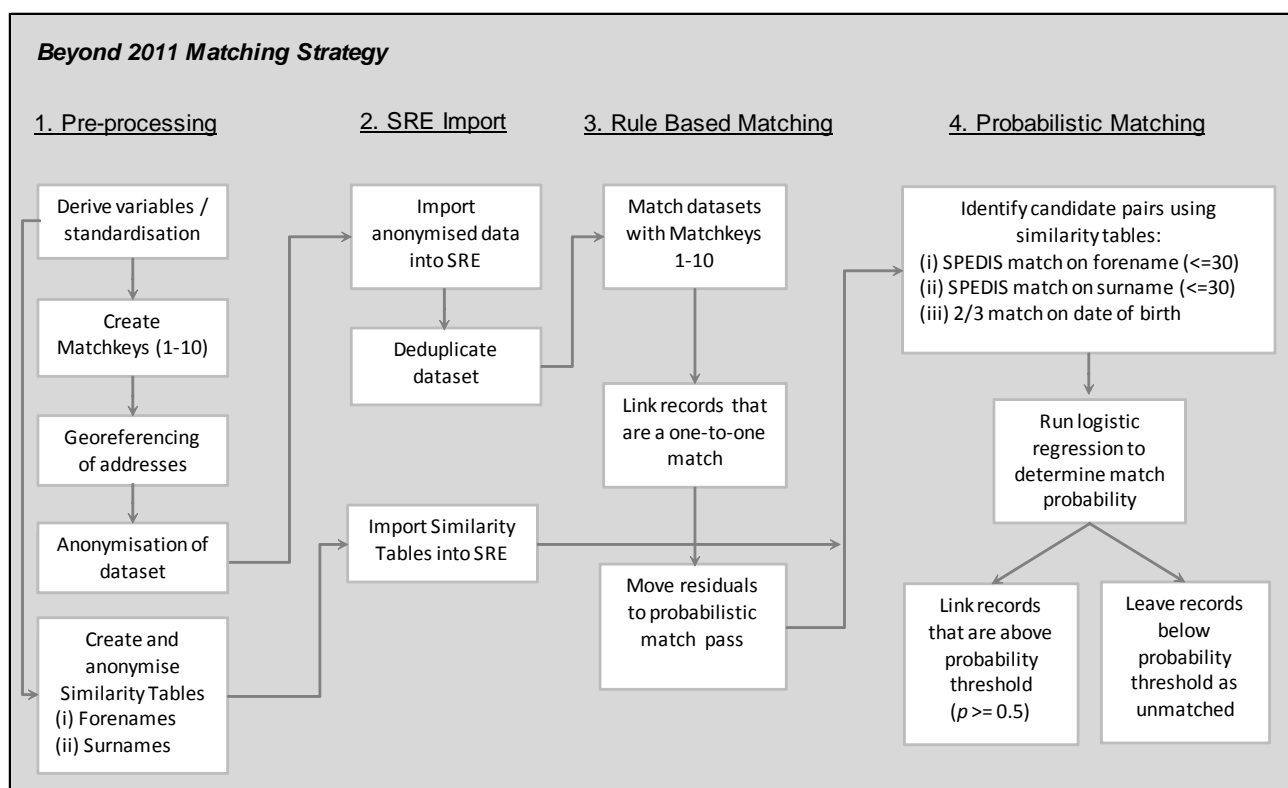 Beyond 2011 Matching Strategy
1. Pre-processing
2. SRE Import
3. Rule Based Matching
4. Probabilistic Matching
Derive variables /
standardisation
Create
Matchkeys (1-10)
Georeferencing
of addresses
Anonymisation of
dataset
Create and
anonymise
Similarity Tables
(i) Forenames
(ii) Surnames
Import
anonymised data
into SRE
Deduplicate
dataset
Import Similarity
Tables into SRE
Match datasets
with Matchkeys
1-10
Link records that
are a one-to-one
match
Move residuals
to probabilistic
match pass
Identify candidate pairs using
similarity tables:
(i) SPEDIS match on forename (<=30)
(ii) SPEDIS match on surname (<=30)
(iii) 2/3 match on date of birth
Run logistic
regression to
determine match
probability
Link records
that are above
probability
threshold
(p >= 0.5)
Leave records
below
probability
threshold as
unmatched